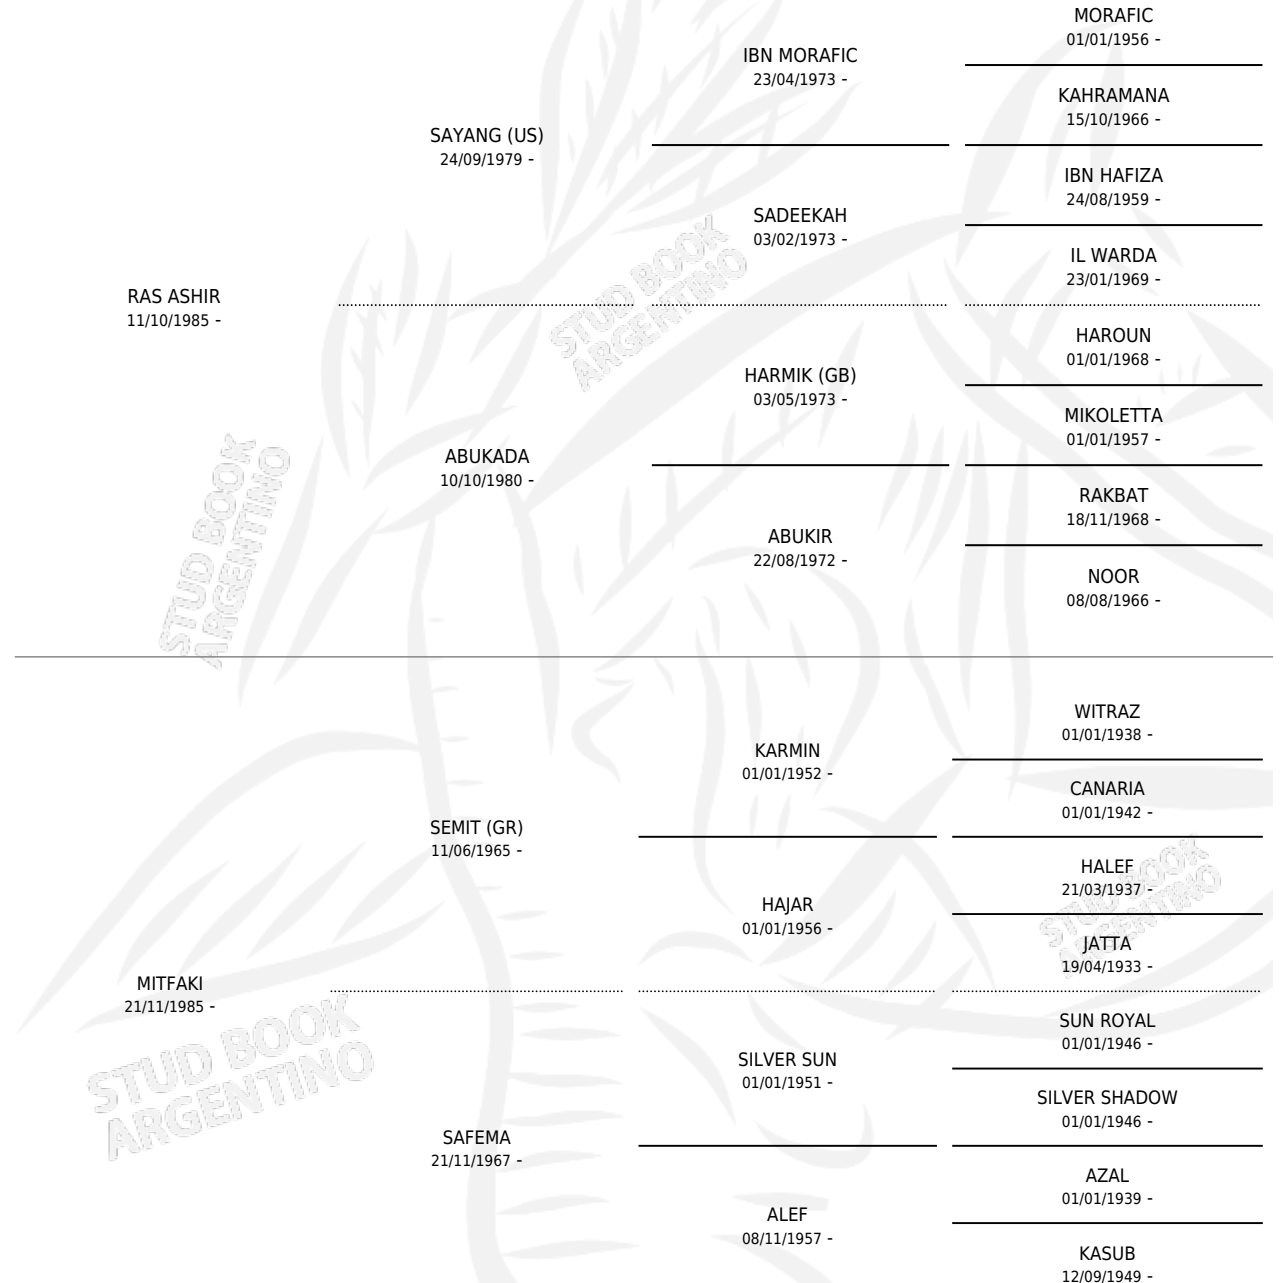 MORAFIC
01/01/1956 -
IBN MORAFIC
23/04/1973 -
KAHRAMANA
15/10/1966 -
SAYANG (US)
24/09/1979 -
IBN HAFIZA
24/08/1959 -
SADEEKAH
03/02/1973 -
IL WARDA
23/01/1969 -
RAS ASHIR
11/10/1985 -
HAROUN
01/01/1968 -
HARMIK (GB)
03/05/1973 -
MIKOLETTA
01/01/1957 -
ABUKADA
10/10/1980 -
RAKBAT
18/11/1968 -
ABUKIR
22/08/1972 -
NOOR
08/08/1966 -
STUD BOOK
ARGENTINO
STUD BOOK
ARGENTINO
WITRAZ
01/01/1938 -
KARMIN
01/01/1952 -
CANARIA
01/01/1942 -
SEMIT (GR)
11/06/1965 -
HALEF
21/03/1937 -
HAJAR
01/01/1956 -
JATTA
19/04/1933 -
MITFAKI
21/11/1985 -
SUN ROYAL
01/01/1946 -
SILVER SUN
01/01/1951 -
SILVER SHADOW
01/01/1946 -
SAFEMA
21/11/1967 -
AZAL
01/01/1939 -
ALEF
08/11/1957 -
KASUB
12/09/1949 -
STUD BOOK
ARGENTINO
STUD BOOK
ARGENTINO